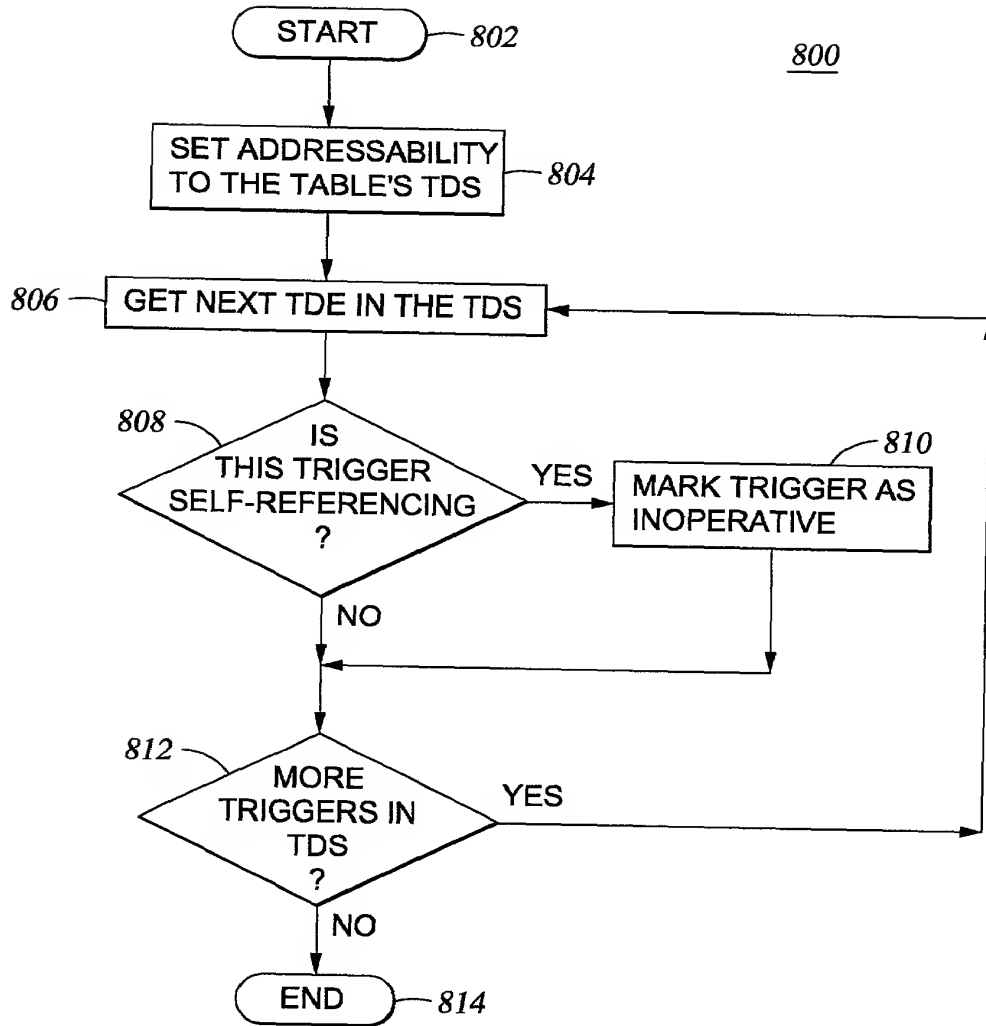 START
802
800
SET ADDRESSABILITY
TO THE TABLE'S TDS
804
806
GET NEXT TDE IN THE TDS
808
IS
THIS TRIGGER
SELF-REFERENCING
?
YES
810
MARK TRIGGER AS
INOPERATIVE
NO
812
MORE
TRIGGERS IN
TDS
?
YES
NO
END
814